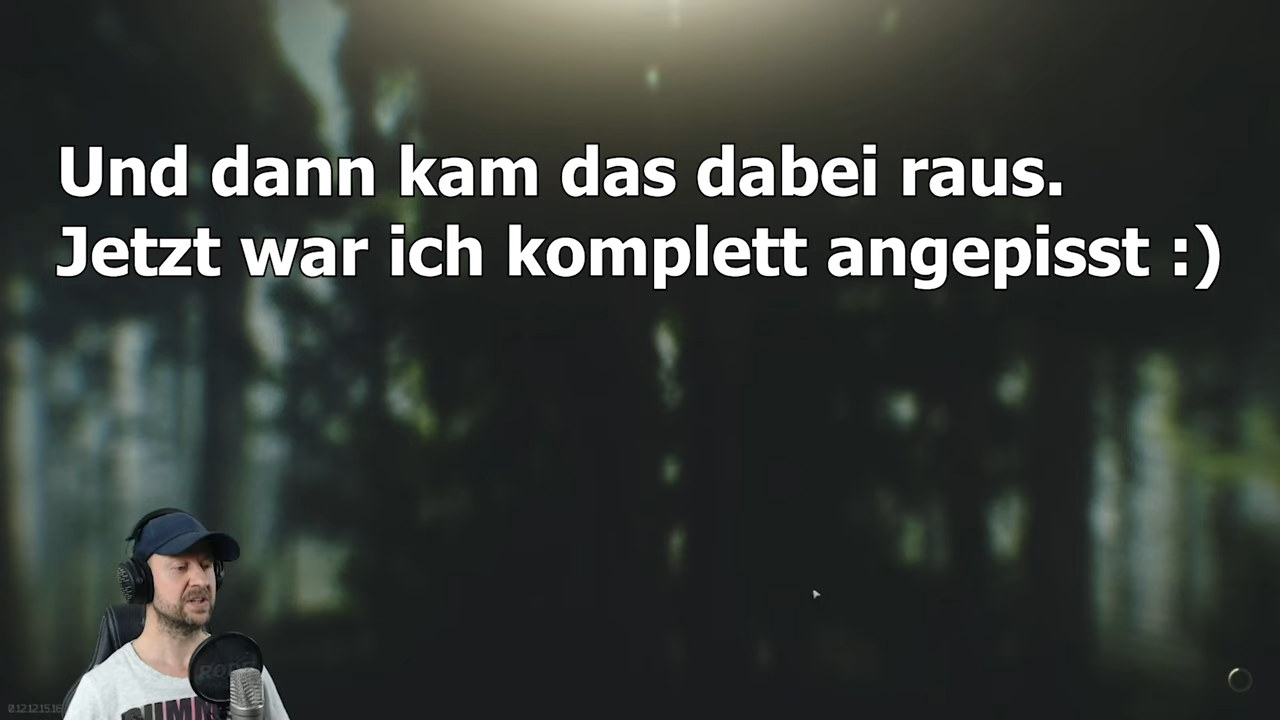 Und dann kam das dabei raus.
Jetzt war ich komplett angepisst :)